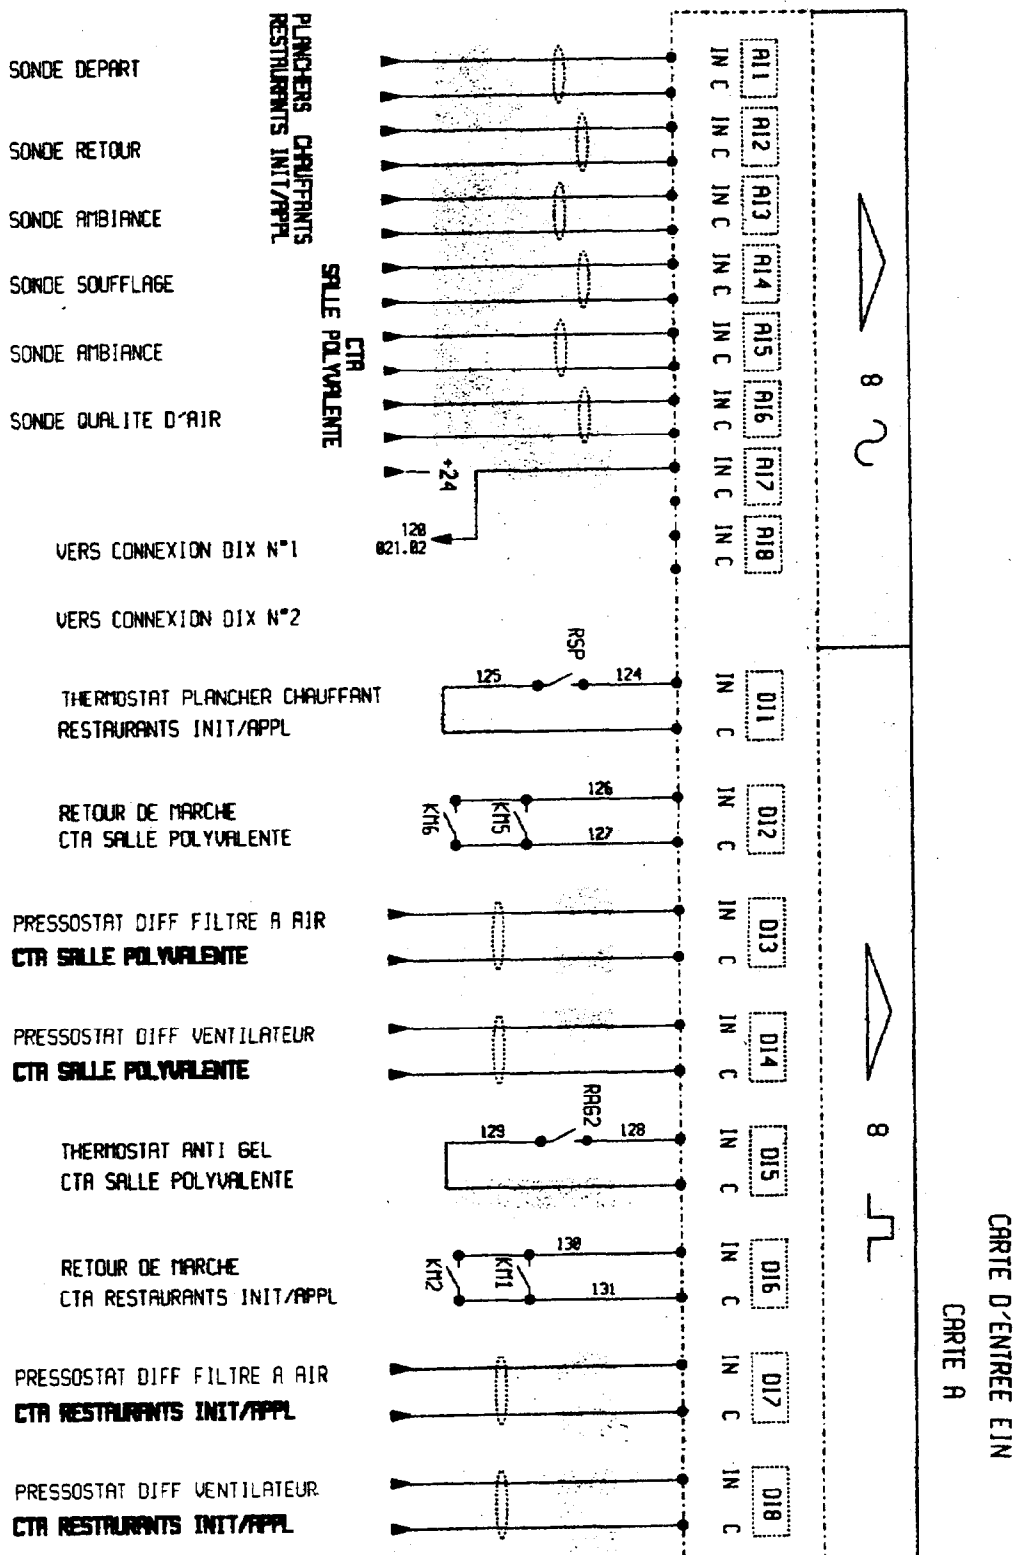 PLANCHERS CHAUFFANTS
RESTAURANTS INIT/APPL
SONDE DEPART
IN C
AI1
SONDE RETOUR
IN C
AI2
SONDE AMBIANCE
IN C
AI3
CTA
SALLE POLYVALENTE
SONDE SOUFFLAGE
IN C
AI4
SONDE AMBIANCE
IN C
AI5
8
SONDE QUALITE D'AIR
IN C
AI6
+24
IN C
AI7
120
021.02
IN C
AI8
VERS CONNEXION DIX N°1
VERS CONNEXION DIX N°2
THERMOSTAT PLANCHER CHAUFFANT
RESTAURANTS INIT/APPL
125
RSP
124
IN C
DI1
RETOUR DE MARCHE
CTA SALLE POLYVALENTE
KM6
KM5
126
127
IN C
DI2
PRESSOSTAT DIFF FILTRE A AIR
CTA SALLE POLYVALENTE
IN C
DI3
PRESSOSTAT DIFF VENTILATEUR
CTA SALLE POLYVALENTE
IN C
DI4
8
THERMOSTAT ANTI GEL
CTA SALLE POLYVALENTE
129
RAG2
128
IN C
DI5
RETOUR DE MARCHE
CTA RESTAURANTS INIT/APPL
KM2
KM1
130
131
IN C
DI6
PRESSOSTAT DIFF FILTRE A AIR
CTA RESTAURANTS INIT/APPL
IN C
DI7
PRESSOSTAT DIFF VENTILATEUR
CTA RESTAURANTS INIT/APPL
IN C
DI8
CARTE D'ENTREE EIN
CARTE A